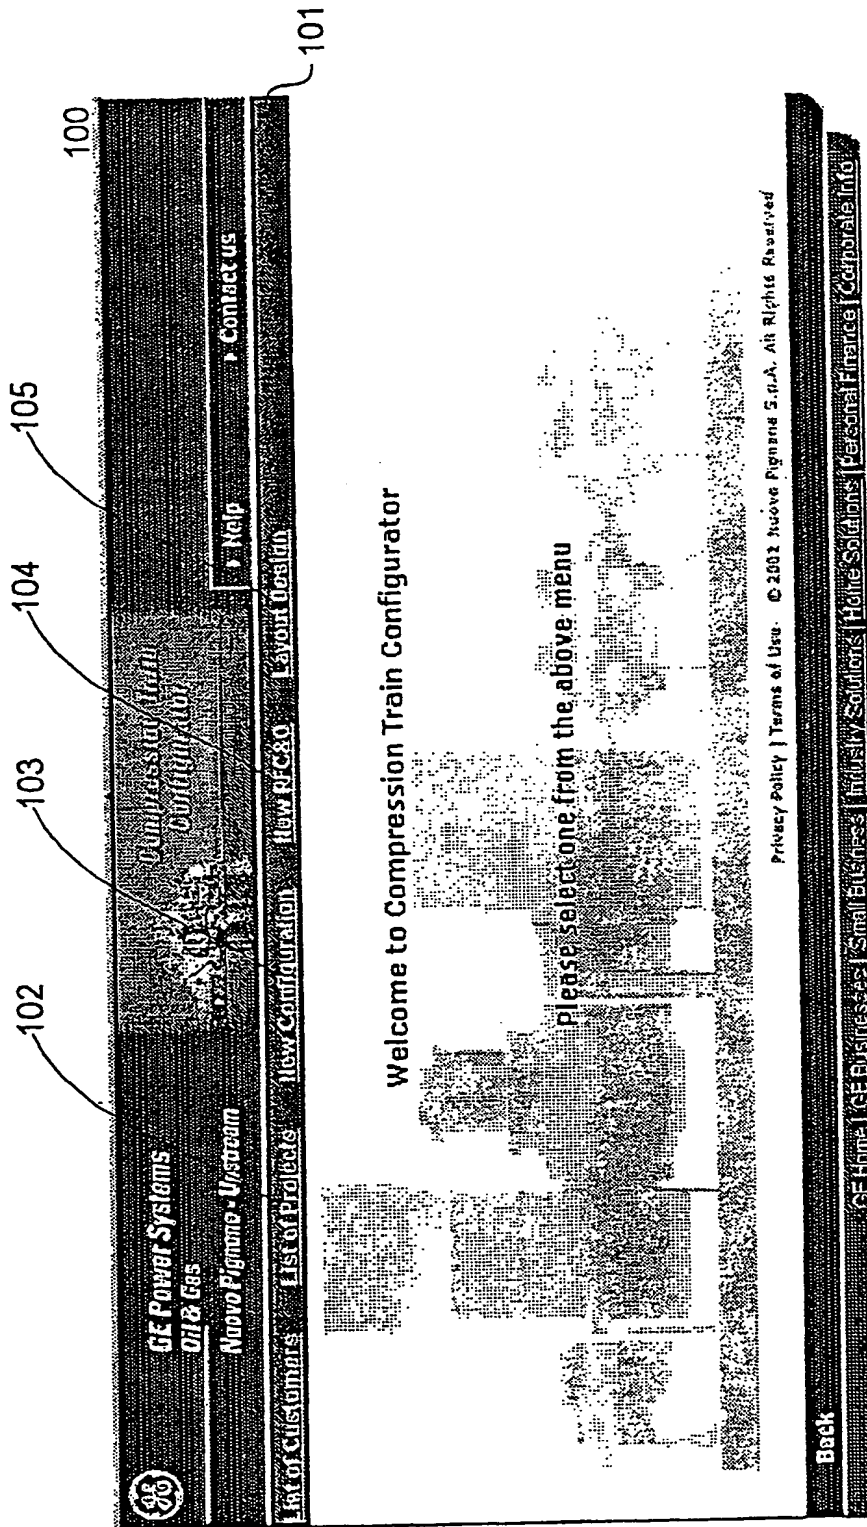 100
101
102
103
104
105
GE Power Systems
Oil & Gas
Nuovo Pignone - Upstream
Compression Train
Configurator
Help
Contact us
List of Customers List of Projects New Configuration New RFC&Q Layout Design
Welcome to Compression Train Configurator
Please select one from the above menu
Privacy Policy | Terms of Use © 2002 Nuovo Pignone S.p.A. All Rights Reserved
Back
GE Home | GE Businesses | Small Business | Industry Solutions | Home Solutions | Personal Finance | Corporate Info